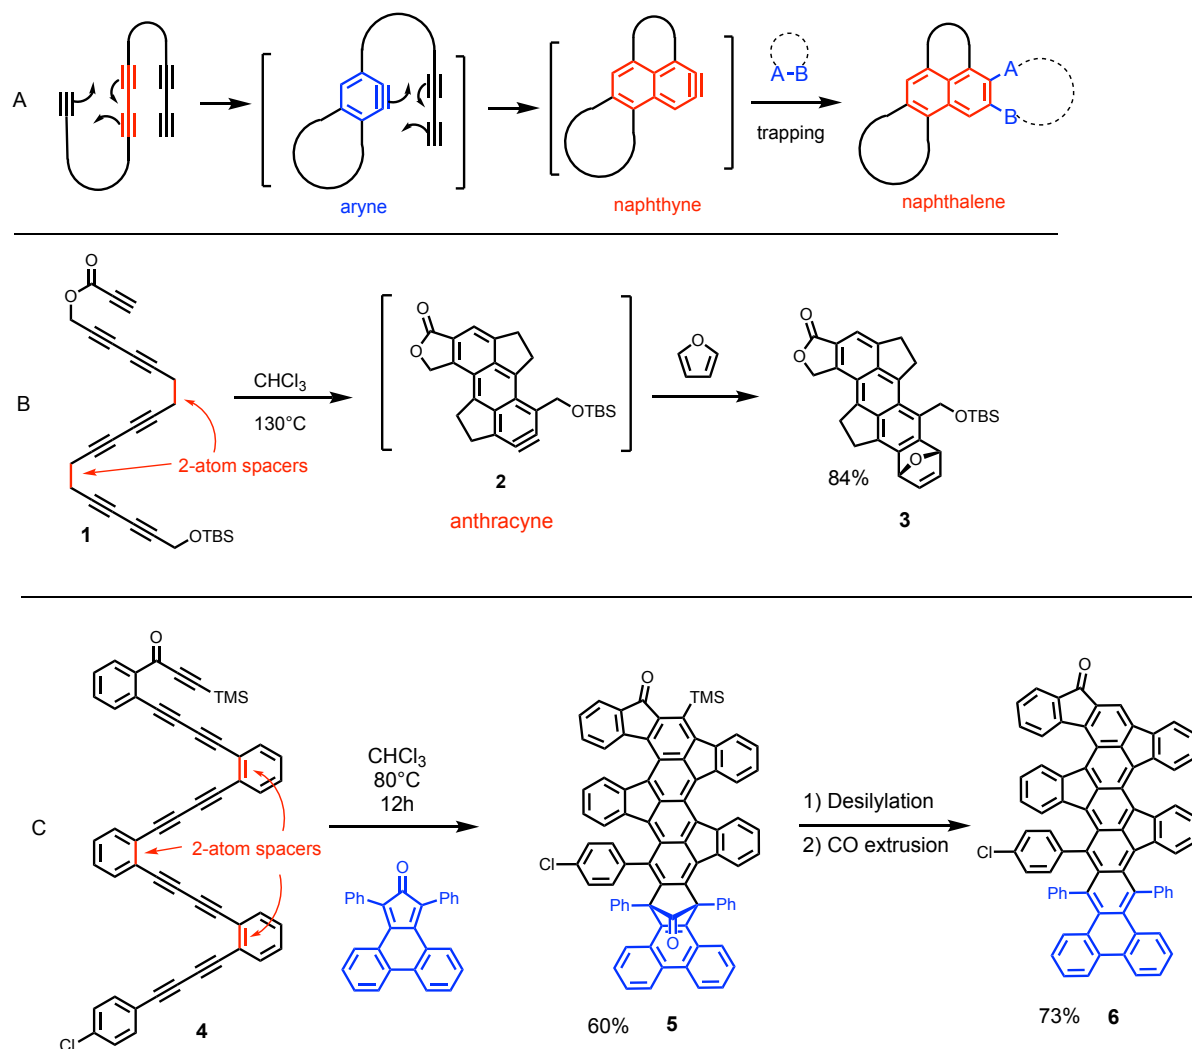 A
A-B
trapping
A
B
aryne
naphthyne
naphthalene
B
O
O
CHCl3
130°C
2-atom spacers
OTBS
1
O
O
OTBS
2
anthracyne
O
O
O
OTBS
O
84%
3
C
O
TMS
2-atom spacers
Cl
4
CHCl3
80°C
12h
O
Ph
Ph
O
TMS
Cl
Ph
Ph
O
60%
5
1) Desilylation
2) CO extrusion
O
Cl
Ph
Ph
73%
6